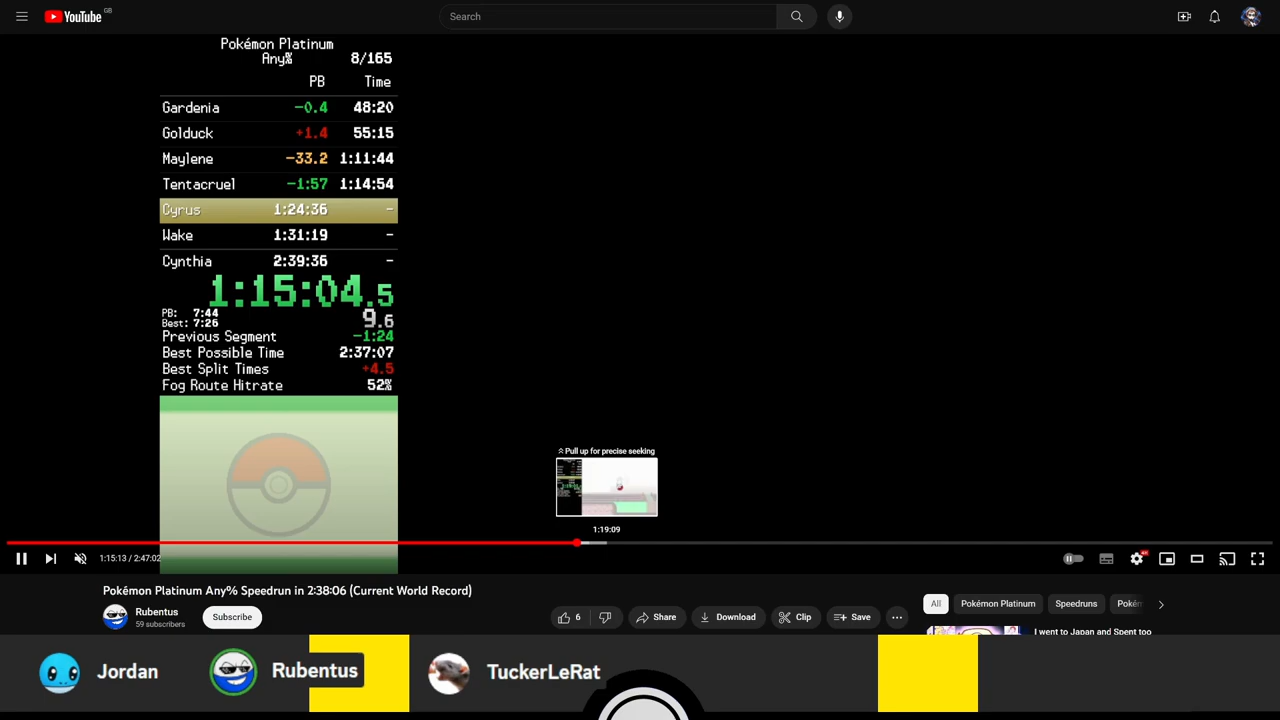 YouTube GB
Search
Pokémon Platinum
Any% 8/165
PB Time
Gardenia -0.4 48:20
Golduck +1.4 55:15
Maylene -33.2 1:11:44
Tentacruel -1:57 1:14:54
Cyrus 1:24:36 -
Wake 1:31:19 -
Cynthia 2:39:36 -
1:15:04.5
PB: 7:44
Best: 7:26
9.6
Previous Segment -1:24
Best Possible Time 2:37:07
Best Split Times +4.5
Fog Route Hitrate 52%
Pull up for precise seeking
1:19:09
1:15:13 / 2:47:02
Pokémon Platinum Any% Speedrun in 2:38:06 (Current World Record)
Rubentus
59 subscribers
Subscribe
6
Share
Download
Clip
Save
All
Pokémon Platinum
Speedruns
Pokém
I went to Japan and Spent too
Jordan
Rubentus
TuckerLeRat